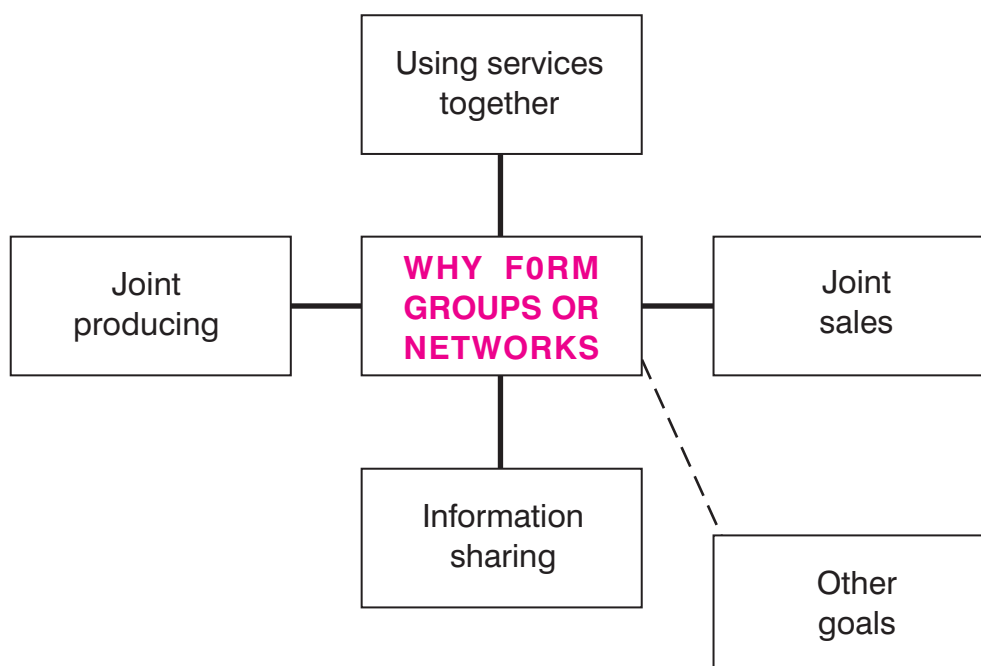 Using services
together
Joint
producing
WHY F0RM
GROUPS OR
NETWORKS
Joint
sales
Information
sharing
Other
goals